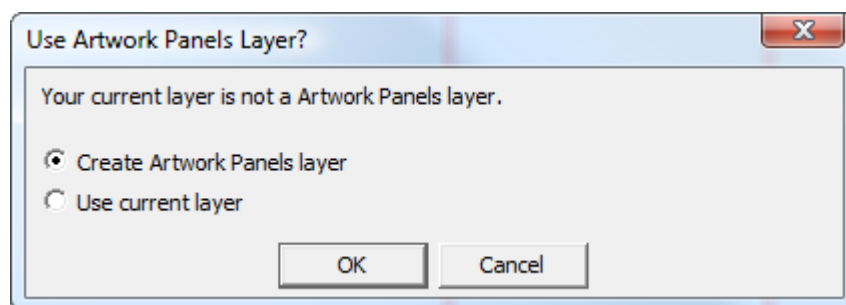 Use Artwork Panels Layer?
Your current layer is not a Artwork Panels layer.
Create Artwork Panels layer
Use current layer
OK Cancel